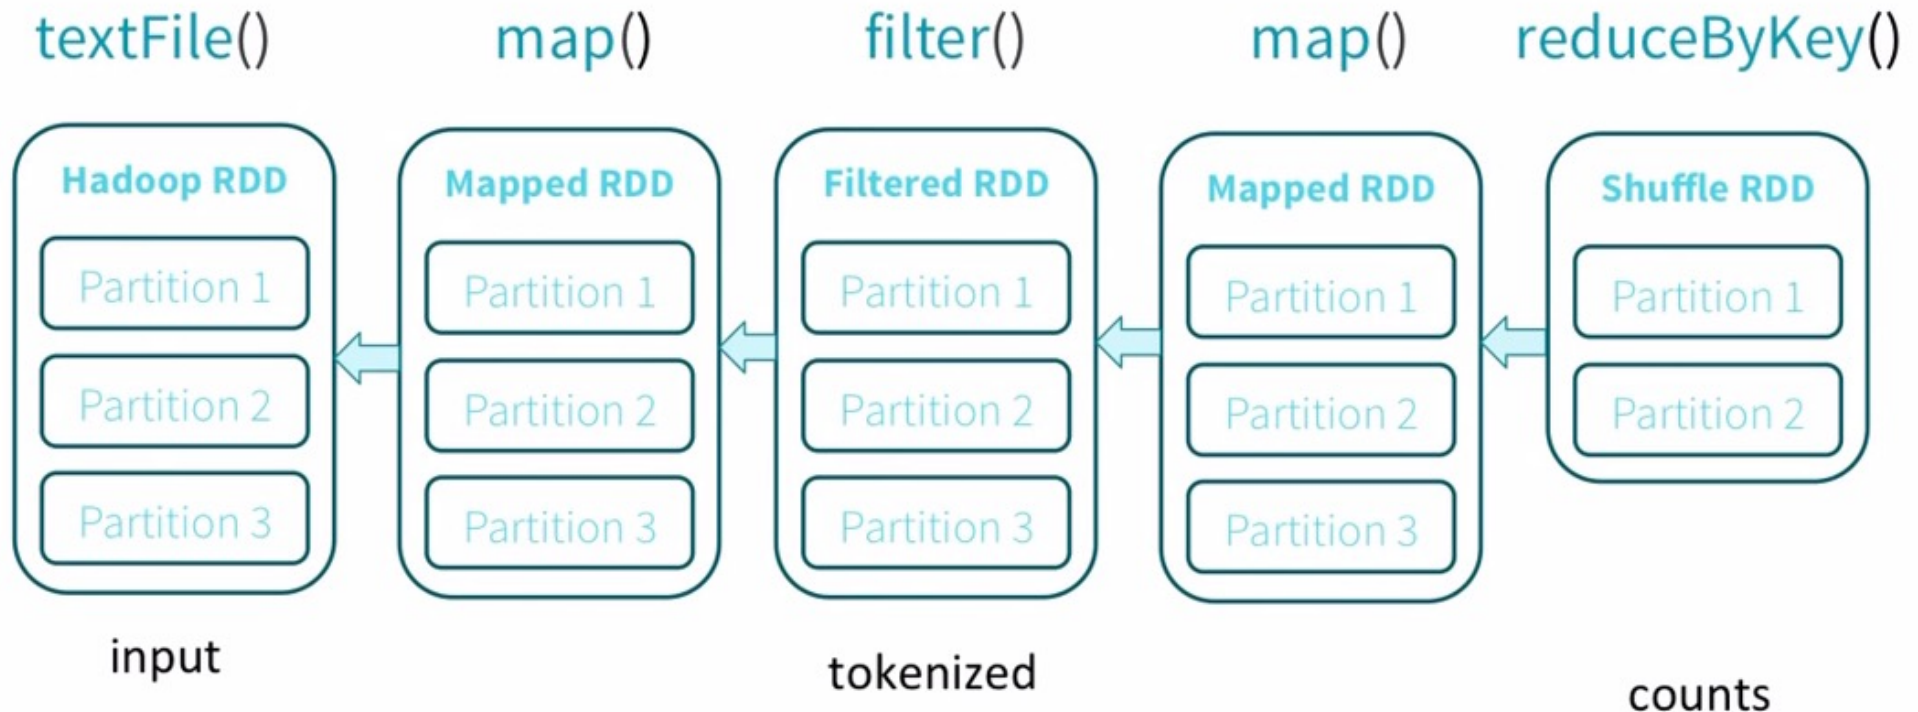 textFile()
map()
filter()
map()
reduceByKey()
Hadoop RDD
Partition 1
Partition 2
Partition 3
Mapped RDD
Partition 1
Partition 2
Partition 3
Filtered RDD
Partition 1
Partition 2
Partition 3
Mapped RDD
Partition 1
Partition 2
Partition 3
Shuffle RDD
Partition 1
Partition 2
input
tokenized
counts